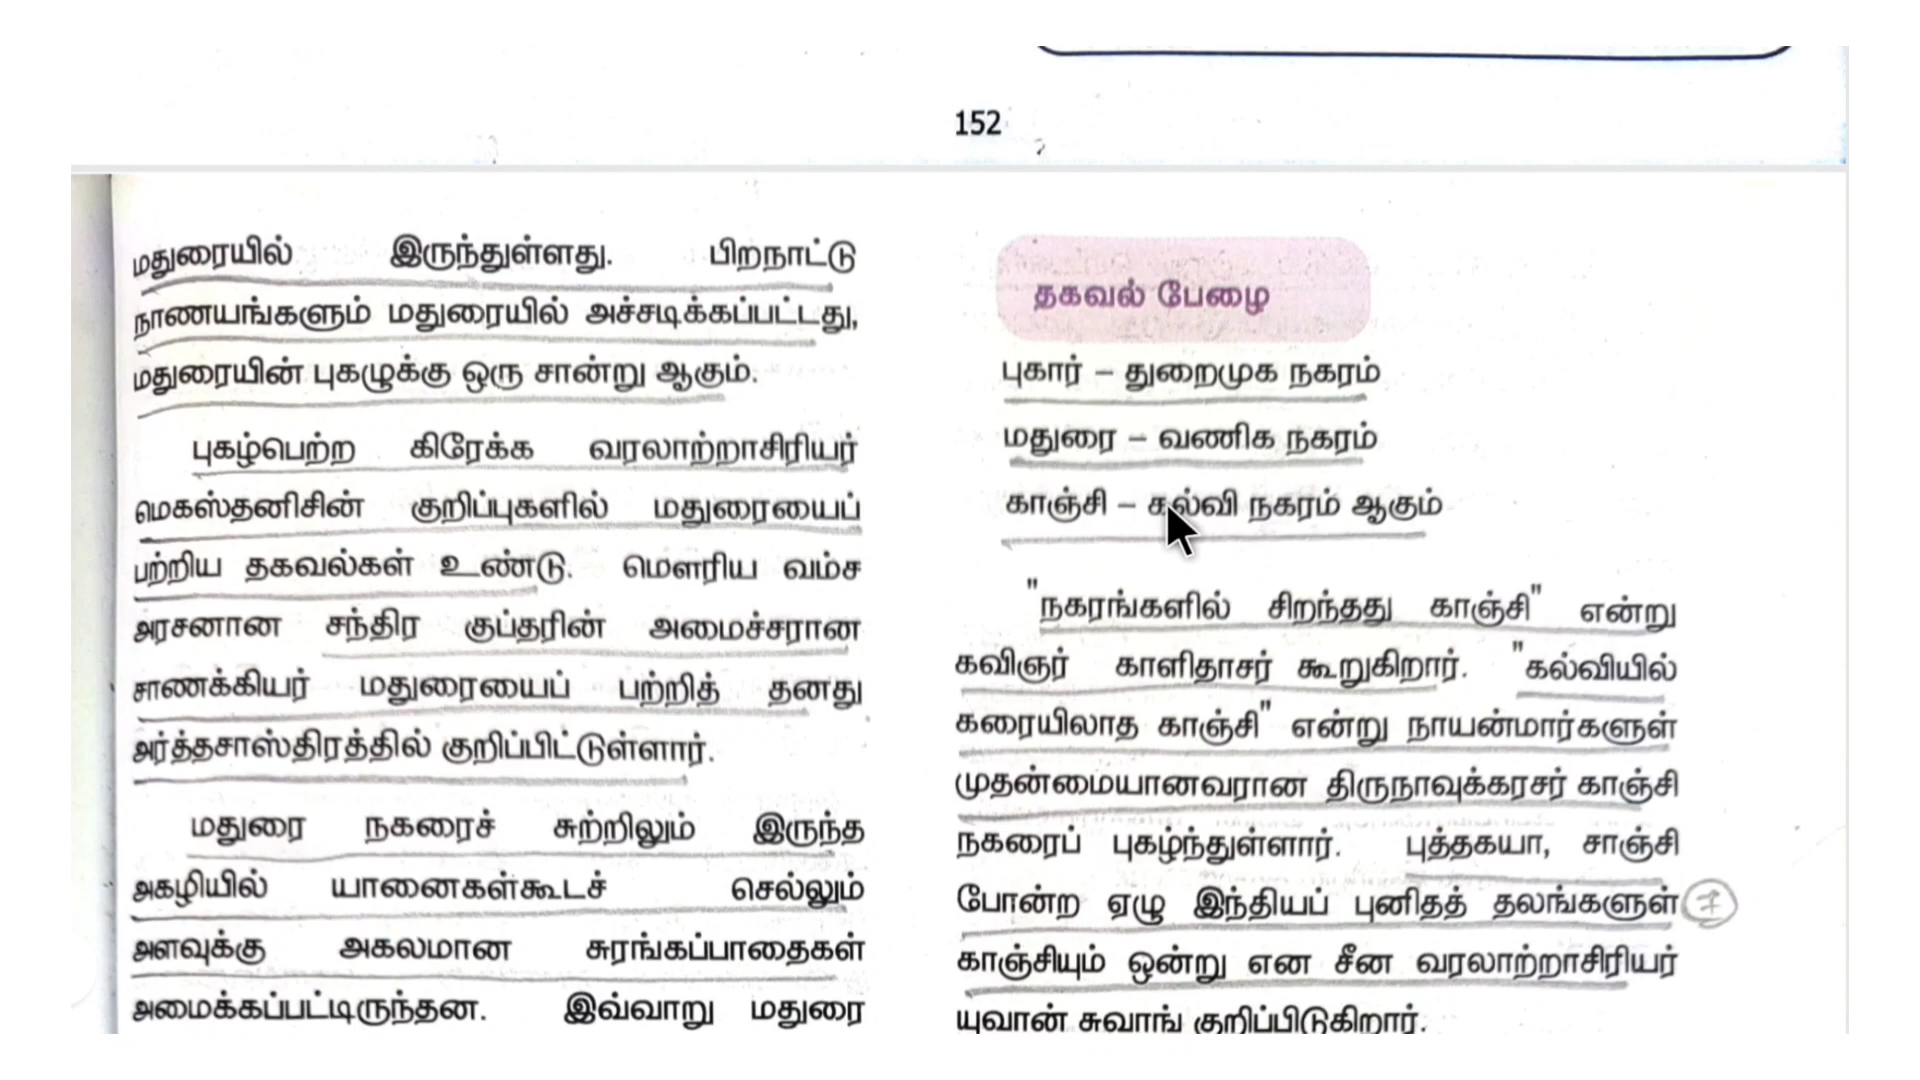 152
மதுரையில் இருந்துள்ளது. பிறநாட்டு
நாணயங்களும் மதுரையில் அச்சடிக்கப்பட்டது,
மதுரையின் புகழுக்கு ஒரு சான்று ஆகும்.
புகழ்பெற்ற கிரேக்க வரலாற்றாசிரியர்
மெகஸ்தனிசின் குறிப்புகளில் மதுரையைப்
பற்றிய தகவல்கள் உண்டு. மௌரிய வம்ச
அரசனான சந்திர குப்தரின் அமைச்சரான
சாணக்கியர் மதுரையைப் பற்றித் தனது
அர்த்தசாஸ்திரத்தில் குறிப்பிட்டுள்ளார்.
மதுரை நகரைச் சுற்றிலும் இருந்த
அகழியில் யானைகள்கூடச் செல்லும்
அளவுக்கு அகலமான சுரங்கப்பாதைகள்
அமைக்கப்பட்டிருந்தன. இவ்வாறு மதுரை
தகவல் பேழை
புகார் – துறைமுக நகரம்
மதுரை – வணிக நகரம்
காஞ்சி – கல்வி நகரம் ஆகும்
"நகரங்களில் சிறந்தது காஞ்சி" என்று
கவிஞர் காளிதாசர் கூறுகிறார். "கல்வியில்
கரையிலாத காஞ்சி" என்று நாயன்மார்களுள்
முதன்மையானவரான திருநாவுக்கரசர் காஞ்சி
நகரைப் புகழ்ந்துள்ளார். புத்தகயா, சாஞ்சி
போன்ற ஏழு இந்தியப் புனிதத் தலங்களுள் 7
காஞ்சியும் ஒன்று என சீன வரலாற்றாசிரியர்
யுவான் சுவாங் குறிப்பிடுகிறார்.